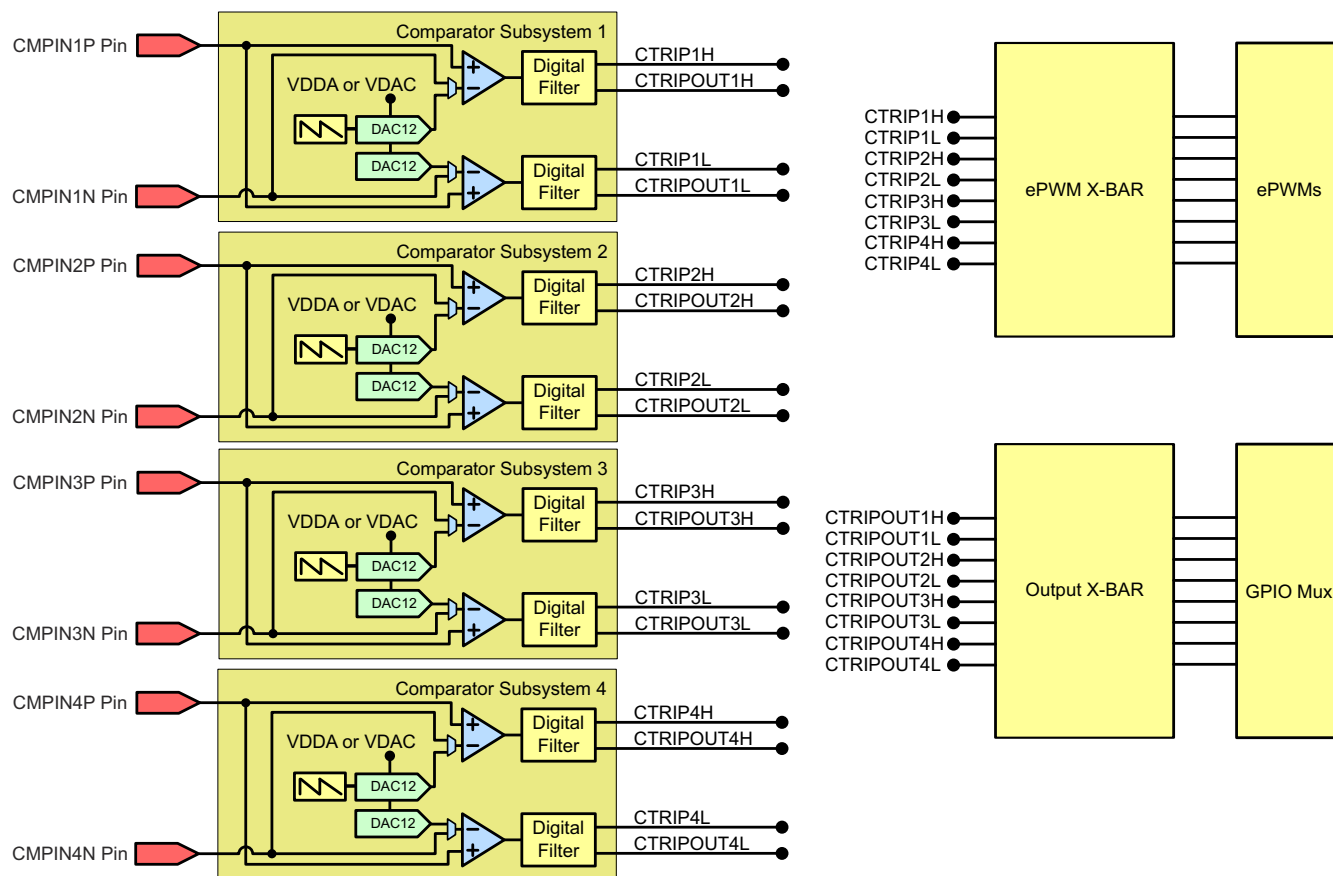 Comparator Subsystem 1
CMPIN1P Pin
CTRIP1H
Digital
Filter
CTRIPOUT1H
VDDA or VDAC
DAC12
DAC12
CTRIP1L
Digital
Filter
CTRIPOUT1L
CMPIN1N Pin
Comparator Subsystem 2
CMPIN2P Pin
CTRIP2H
Digital
Filter
CTRIPOUT2H
VDDA or VDAC
DAC12
DAC12
CTRIP2L
Digital
Filter
CTRIPOUT2L
CMPIN2N Pin
Comparator Subsystem 3
CMPIN3P Pin
CTRIP3H
Digital
Filter
CTRIPOUT3H
VDDA or VDAC
DAC12
DAC12
CTRIP3L
Digital
Filter
CTRIPOUT3L
CMPIN3N Pin
Comparator Subsystem 4
CMPIN4P Pin
CTRIP4H
Digital
Filter
CTRIPOUT4H
VDDA or VDAC
DAC12
DAC12
CTRIP4L
Digital
Filter
CTRIPOUT4L
CMPIN4N Pin
CTRIP1H
CTRIP1L
CTRIP2H
CTRIP2L
CTRIP3H
CTRIP3L
CTRIP4H
CTRIP4L
ePWM X-BAR
ePWMs
CTRIPOUT1H
CTRIPOUT1L
CTRIPOUT2H
CTRIPOUT2L
CTRIPOUT3H
CTRIPOUT3L
CTRIPOUT4H
CTRIPOUT4L
Output X-BAR
GPIO Mux